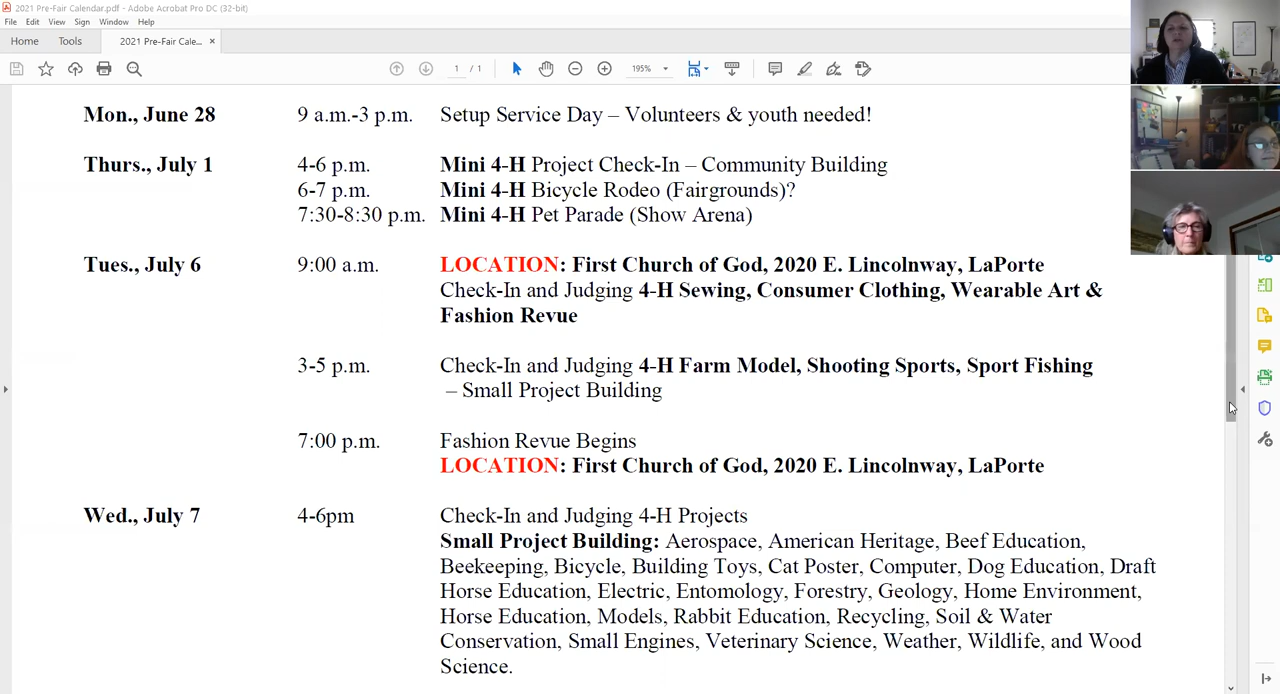 2021 Pre-Fair Calendar.pdf - Adobe Acrobat Pro DC (32-bit)
File Edit View Sign Window Help
Home Tools 2021 Pre-Fair Cale... ×
1 / 1 195%
Mon., June 28 9 a.m.-3 p.m. Setup Service Day – Volunteers & youth needed!
Thurs., July 1 4-6 p.m. Mini 4-H Project Check-In – Community Building
6-7 p.m. Mini 4-H Bicycle Rodeo (Fairgrounds)?
7:30-8:30 p.m. Mini 4-H Pet Parade (Show Arena)
Tues., July 6 9:00 a.m. LOCATION: First Church of God, 2020 E. Lincolnway, LaPorte
Check-In and Judging 4-H Sewing, Consumer Clothing, Wearable Art &
Fashion Revue
3-5 p.m. Check-In and Judging 4-H Farm Model, Shooting Sports, Sport Fishing
– Small Project Building
7:00 p.m. Fashion Revue Begins
LOCATION: First Church of God, 2020 E. Lincolnway, LaPorte
Wed., July 7 4-6pm Check-In and Judging 4-H Projects
Small Project Building: Aerospace, American Heritage, Beef Education,
Beekeeping, Bicycle, Building Toys, Cat Poster, Computer, Dog Education, Draft
Horse Education, Electric, Entomology, Forestry, Geology, Home Environment,
Horse Education, Models, Rabbit Education, Recycling, Soil & Water
Conservation, Small Engines, Veterinary Science, Weather, Wildlife, and Wood
Science.